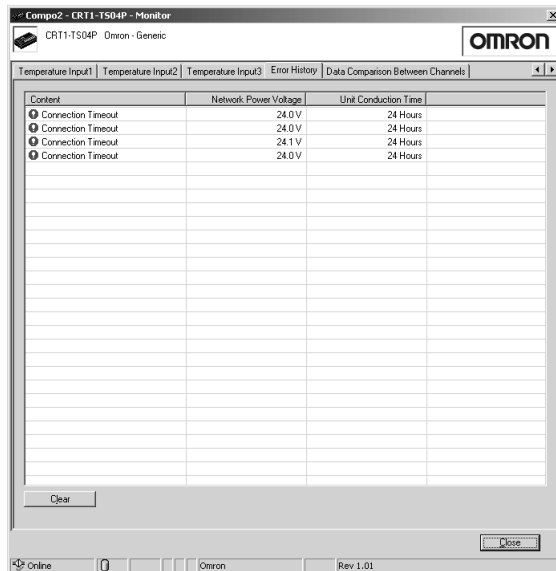 Compo2 - CRT1-TS04P - Monitor
CRT1-TS04P Omron - Generic
OMRON
Temperature Input1 Temperature Input2 Temperature Input3 Error History Data Comparison Between Channels
Content Network Power Voltage Unit Conduction Time
Connection Timeout 24.0 V 24 Hours
Connection Timeout 24.0 V 24 Hours
Connection Timeout 24.1 V 24 Hours
Connection Timeout 24.0 V 24 Hours
Clear
Close
Online Omron Rev 1.01